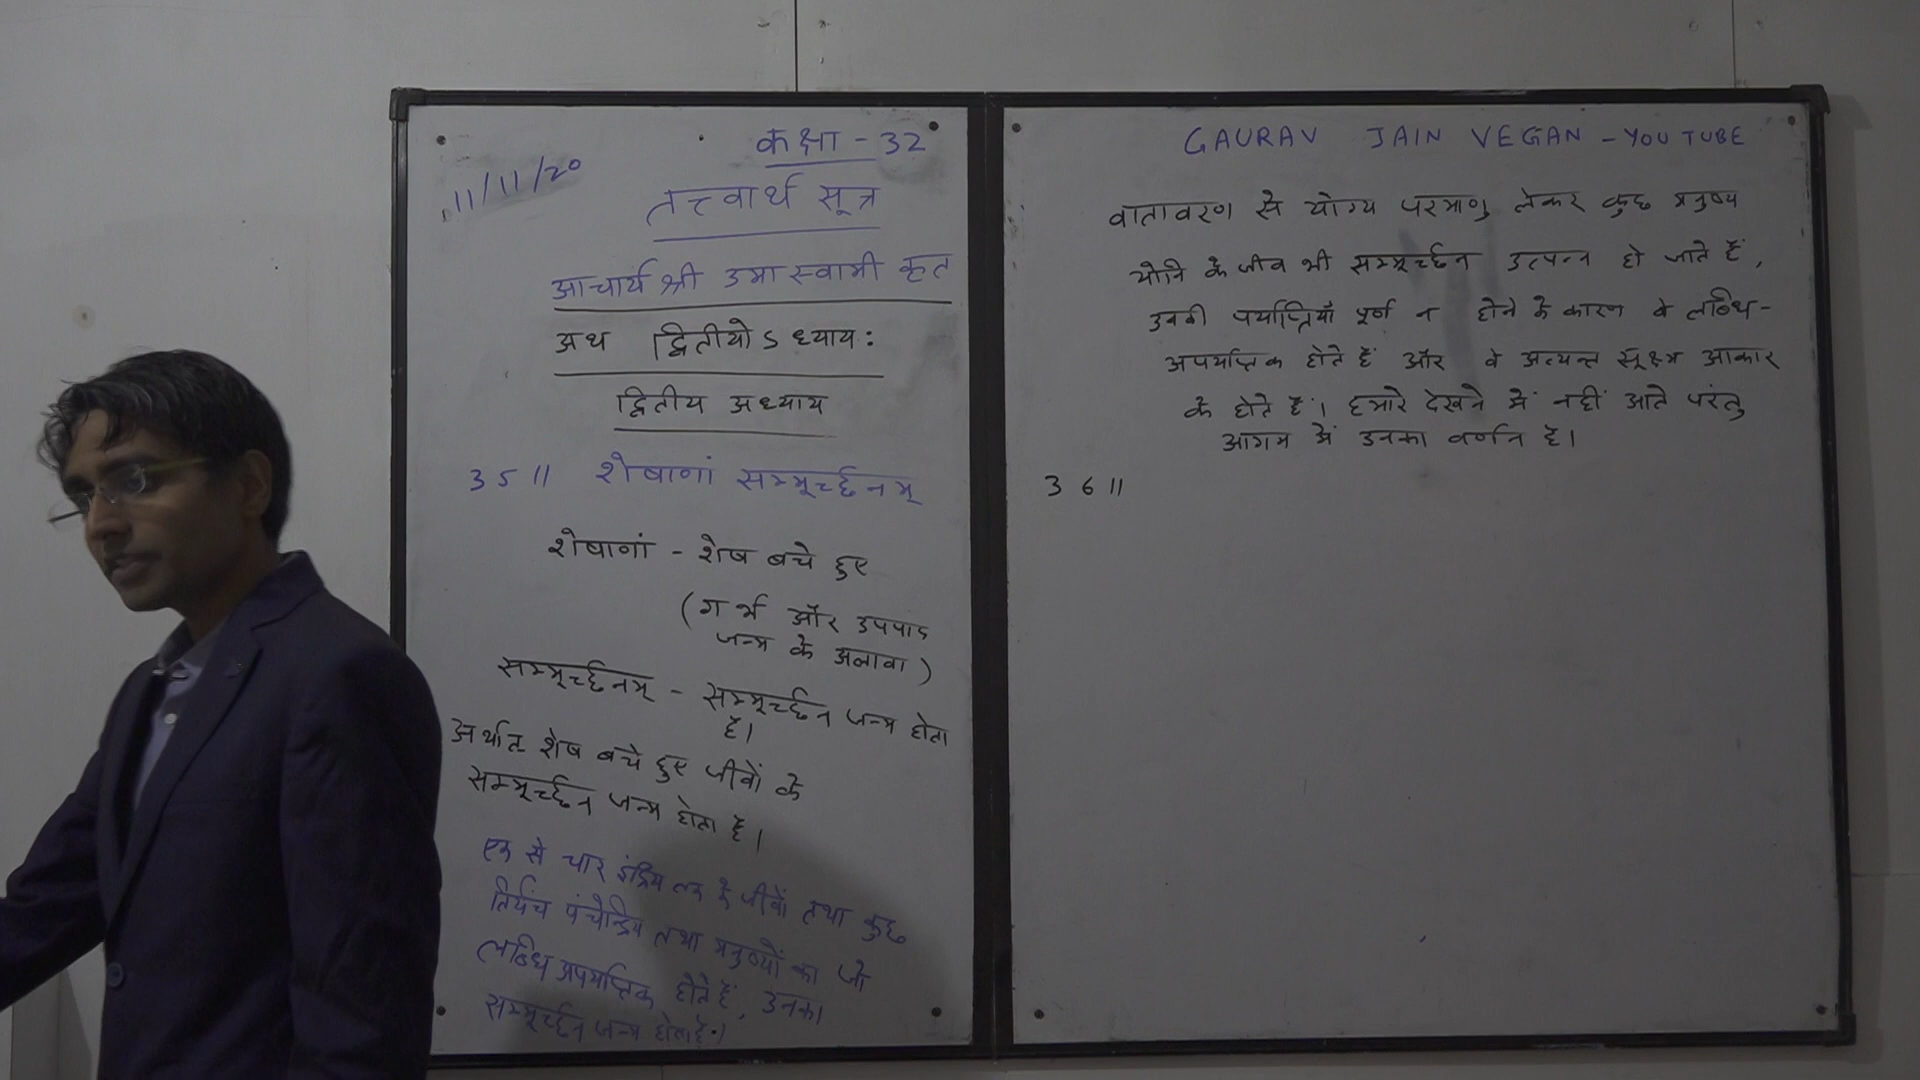 11/11/20
कक्षा - 32
तत्त्वार्थ सूत्र
आचार्य श्री उमास्वामी कृत
अथ द्वितीयोऽध्यायः
द्वितीय अध्याय
35॥ शेषाणां सम्मूर्च्छनम्
शेषाणां - शेष बचे हुए
(गर्भ और उपपाद
जन्म के अलावा)
सम्मूर्च्छनम् - सम्मूर्च्छन जन्म होता
है।
अर्थात् शेष बचे हुए जीवों के
सम्मूर्च्छन जन्म होता है।
एक से चार इंद्रिय तक के जीवों तथा कुछ
तिर्यंच पंचेन्द्रिय तथा मनुष्यों का जो
लब्धि अपर्याप्तक होते हैं, उनका
सम्मूर्च्छन जन्म होता है।
GAURAV JAIN VEGAN - YOUTUBE
वातावरण से योग्य परमाणु लेकर कुछ मनुष्य
योनि के जीव भी सम्मूर्च्छन उत्पन्न हो जाते हैं,
उनकी पर्याप्तियाँ पूर्ण न होने के कारण वे लब्धि-
अपर्याप्तक होते हैं और वे अत्यन्त सूक्ष्म आकार
के होते हैं। हमारे देखने में नहीं आते परंतु
आगम में उनका वर्णन है।
36॥